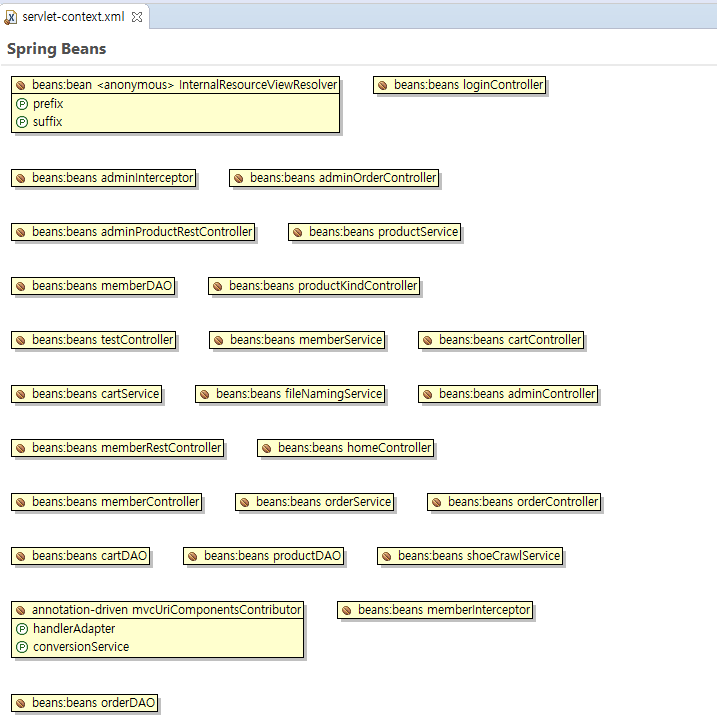 servlet-context.xml
Spring Beans
beans:bean <anonymous> InternalResourceViewResolver
prefix
suffix
beans:beans loginController
beans:beans adminInterceptor
beans:beans adminOrderController
beans:beans adminProductRestController
beans:beans productService
beans:beans memberDAO
beans:beans productKindController
beans:beans testController
beans:beans memberService
beans:beans cartController
beans:beans cartService
beans:beans fileNamingService
beans:beans adminController
beans:beans memberRestController
beans:beans homeController
beans:beans memberController
beans:beans orderService
beans:beans orderController
beans:beans cartDAO
beans:beans productDAO
beans:beans shoeCrawlService
annotation-driven mvcUriComponentsContributor
P handlerAdapter
P conversionService
beans:beans memberInterceptor
beans:beans orderDAO